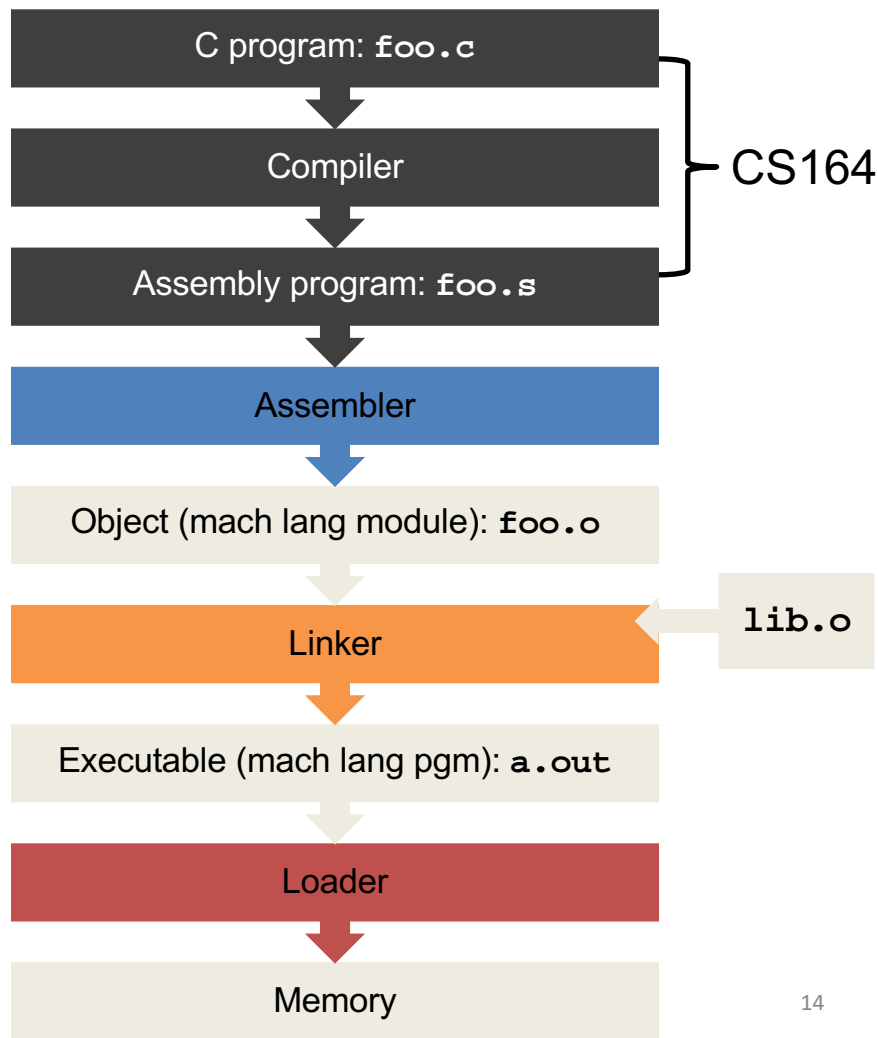 C program: foo.c
Compiler
CS164
Assembly program: foo.s
Assembler
Object (mach lang module): foo.o
lib.o
Linker
Executable (mach lang pgm): a.out
Loader
Memory
14